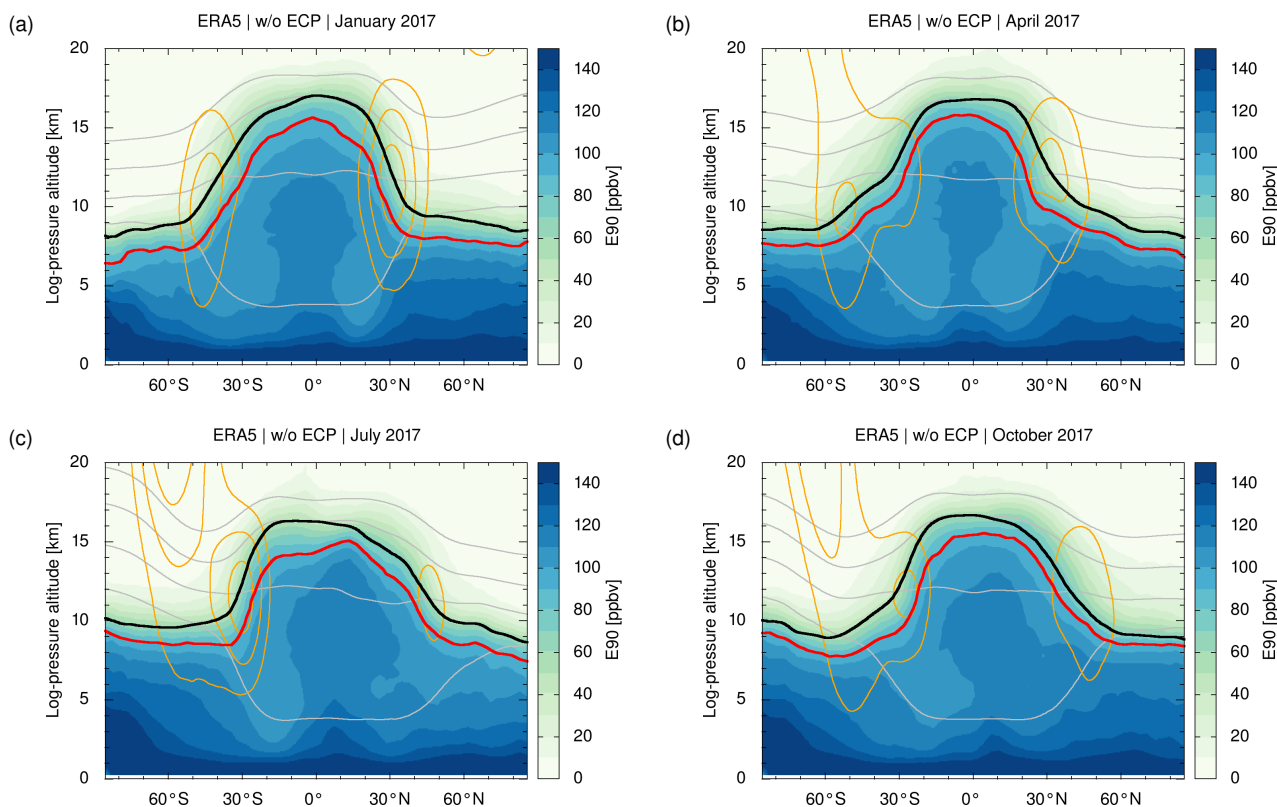 (a)
ERA5 | w/o ECP | January 2017
Log-pressure altitude [km]
20
15
10
5
0
60°S 30°S 0° 30°N 60°N
140
120
100
80
60
40
20
0
E90 [ppbv]
(b)
ERA5 | w/o ECP | April 2017
Log-pressure altitude [km]
20
15
10
5
0
60°S 30°S 0° 30°N 60°N
140
120
100
80
60
40
20
0
E90 [ppbv]
(c)
ERA5 | w/o ECP | July 2017
Log-pressure altitude [km]
20
15
10
5
0
60°S 30°S 0° 30°N 60°N
140
120
100
80
60
40
20
0
E90 [ppbv]
(d)
ERA5 | w/o ECP | October 2017
Log-pressure altitude [km]
20
15
10
5
0
60°S 30°S 0° 30°N 60°N
140
120
100
80
60
40
20
0
E90 [ppbv]